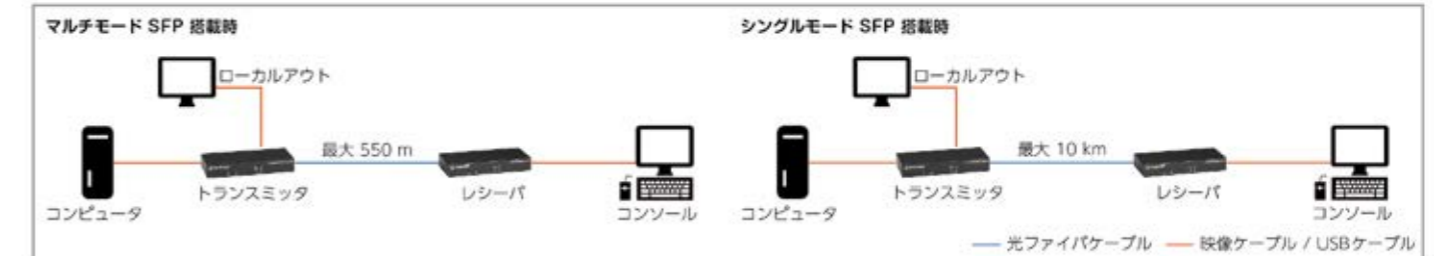 マルチモード SFP 搭載時
ローカルアウト
最大 550 m
トランスミッタ
レシーバ
コンピュータ
コンソール
シングルモード SFP 搭載時
ローカルアウト
最大 10 km
トランスミッタ
レシーバ
コンピュータ
コンソール
光ファイバケーブル
映像ケーブル / USBケーブル